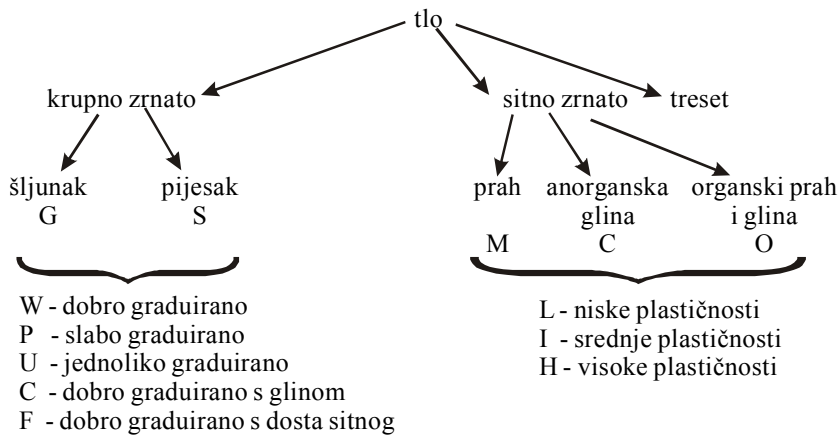 tlo
krupno zrnato
sitno zrnato
treset
šljunak
G
pijesak
S
prah
M
anorganska
glina
C
organski prah
i glina
O
W - dobro graduirano
P - slabo graduirano
U - jednoliko graduirano
C - dobro graduirano s glinom
F - dobro graduirano s dosta sitnog
L - niske plastičnosti
I - srednje plastičnosti
H - visoke plastičnosti